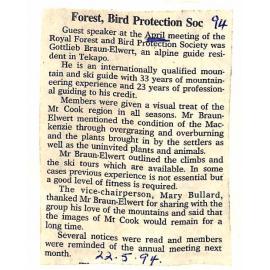 Forest, Bird Protection Soc 94
Guest speaker at the April meeting of the
Royal Forest and Bird Protection Society was
Gottlieb Braun-Elwert, an alpine guide resi-
dent in Tekapo.
He is an internationally qualified moun-
tain and ski guide with 33 years of mountain-
eering experience and 23 years of profession-
al guiding to his credit.
Members were given a visual treat of the
Mt Cook region in all seasons. Mr Braun-
Elwert mentioned the condition of the Mac-
kenzie through overgrazing and overburning
and the plants brought in by the settlers as
well as the uninvited plants and animals.
Mr Braun-Elwert outlined the climbs and
the ski tours which are available. In some
cases previous experience is not essential but
a good level of fitness is required.
The vice-chairperson, Mary Bullard,
thanked Mr Braun-Elwert for sharing with the
group his love of the mountains and said that
the images of Mt Cook would remain for a
long time.
Several notices were read and members
were reminded of the annual meeting next
month. 22.5.94.